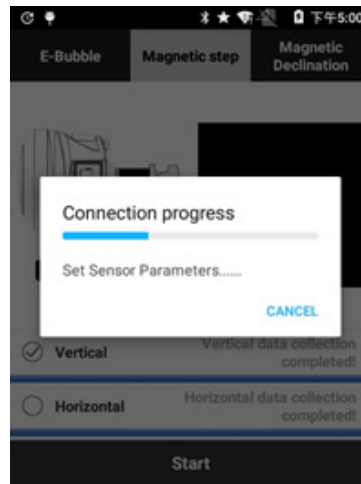 下午5:00
E-Bubble
Magnetic step
Magnetic
Declination
Connection progress
Set Sensor Parameters......
CANCEL
Vertical
Vertical data collection
completed!
Horizontal
Horizontal data collection
completed!
Start